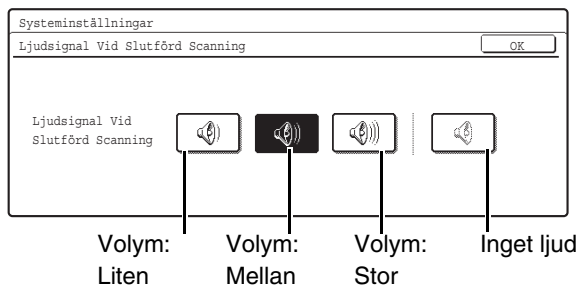 Systeminställningar
Ljudsignal Vid Slutförd Scanning OK
Ljudsignal Vid
Slutförd Scanning
Volym: Volym: Volym: Inget ljud
Liten Mellan Stor